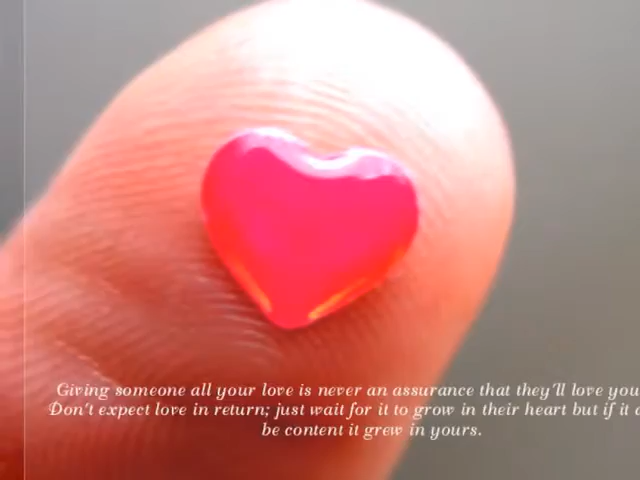 Giving someone all your love is never an assurance that they'll love you
Don't expect love in return; just wait for it to grow in their heart but if it
be content it grew in yours.